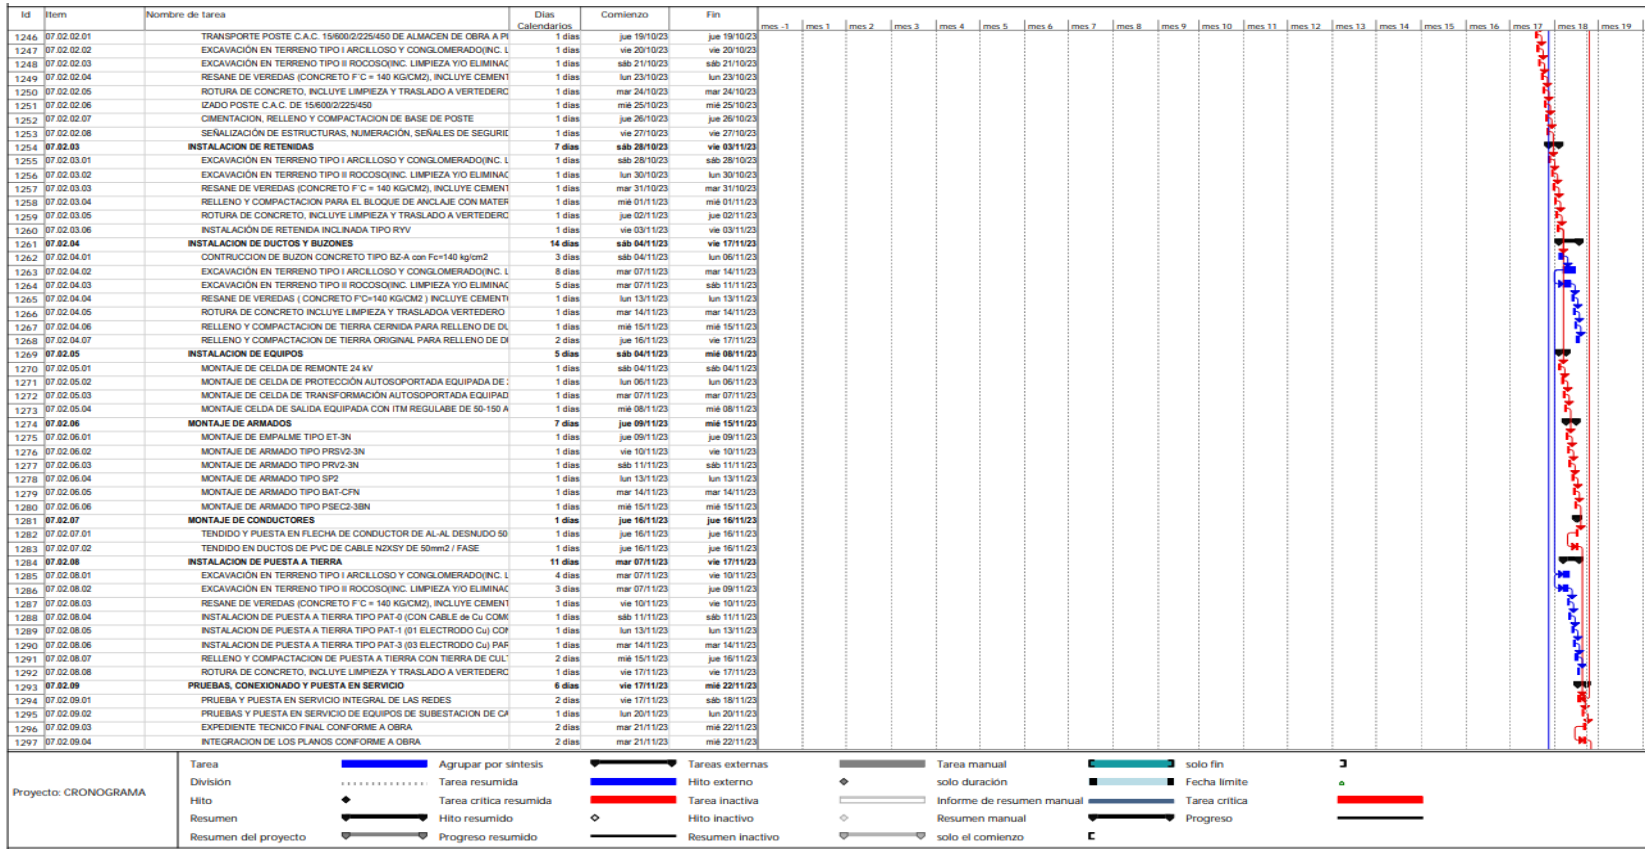 Id Item Nombre de tarea Dias Calendarios Comienzo Fin mes -1 mes 1 mes 2 mes 3 mes 4 mes 5 mes 6 mes 7 mes 8 mes 9 mes 10 mes 11 mes 12 mes 13 mes 14 mes 15 mes 16 mes 17 mes 18 mes 19
1246 07.02.02.01 TRANSPORTE POSTE C.A.C. 15/600/2/225/450 DE ALMACEN DE OBRA A PI 1 días jue 19/10/23 jue 19/10/23
1247 07.02.02.02 EXCAVACIÓN EN TERRENO TIPO I ARCILLOSO Y CONGLOMERADO(INC. L 1 días vie 20/10/23 vie 20/10/23
1248 07.02.02.03 EXCAVACIÓN EN TERRENO TIPO II ROCOSO(INC. LIMPIEZA Y/O ELIMINAC 1 días sáb 21/10/23 sáb 21/10/23
1249 07.02.02.04 RESANE DE VEREDAS (CONCRETO F´C = 140 KG/CM2), INCLUYE CEMENT 1 días lun 23/10/23 lun 23/10/23
1250 07.02.02.05 ROTURA DE CONCRETO, INCLUYE LIMPIEZA Y TRASLADO A VERTEDERO 1 días mar 24/10/23 mar 24/10/23
1251 07.02.02.06 IZADO POSTE C.A.C. DE 15/600/2/225/450 1 días mié 25/10/23 mié 25/10/23
1252 07.02.02.07 CIMENTACION, RELLENO Y COMPACTACION DE BASE DE POSTE 1 días jue 26/10/23 jue 26/10/23
1253 07.02.02.08 SEÑALIZACIÓN DE ESTRUCTURAS, NUMERACIÓN, SEÑALES DE SEGURID 1 días vie 27/10/23 vie 27/10/23
1254 07.02.03 INSTALACION DE RETENIDAS 7 días sáb 28/10/23 vie 03/11/23
1255 07.02.03.01 EXCAVACIÓN EN TERRENO TIPO I ARCILLOSO Y CONGLOMERADO(INC. L 1 días sáb 28/10/23 sáb 28/10/23
1256 07.02.03.02 EXCAVACIÓN EN TERRENO TIPO II ROCOSO(INC. LIMPIEZA Y/O ELIMINAC 1 días lun 30/10/23 lun 30/10/23
1257 07.02.03.03 RESANE DE VEREDAS (CONCRETO F´C = 140 KG/CM2), INCLUYE CEMENT 1 días mar 31/10/23 mar 31/10/23
1258 07.02.03.04 RELLENO Y COMPACTACION PARA EL BLOQUE DE ANCLAJE CON MATER 1 días mié 01/11/23 mié 01/11/23
1259 07.02.03.05 ROTURA DE CONCRETO, INCLUYE LIMPIEZA Y TRASLADO A VERTEDERO 1 días jue 02/11/23 jue 02/11/23
1260 07.02.03.06 INSTALACIÓN DE RETENIDA INCLINADA TIPO RYV 1 días vie 03/11/23 vie 03/11/23
1261 07.02.04 INSTALACION DE DUCTOS Y BUZONES 14 días sáb 04/11/23 vie 17/11/23
1262 07.02.04.01 CONTRUCCION DE BUZON CONCRETO TIPO BZ-A con Fc=140 kg/cm2 3 días sáb 04/11/23 lun 06/11/23
1263 07.02.04.02 EXCAVACIÓN EN TERRENO TIPO I ARCILLOSO Y CONGLOMERADO(INC. L 8 días mar 07/11/23 mar 14/11/23
1264 07.02.04.03 EXCAVACIÓN EN TERRENO TIPO II ROCOSO(INC. LIMPIEZA Y/O ELIMINAC 5 días mar 07/11/23 sáb 11/11/23
1265 07.02.04.04 RESANE DE VEREDAS ( CONCRETO F'C=140 KG/CM2 ) INCLUYE CEMENT 1 días lun 13/11/23 lun 13/11/23
1266 07.02.04.05 ROTURA DE CONCRETO INCLUYE LIMPIEZA Y TRASLADOA VERTEDERO 1 días mar 14/11/23 mar 14/11/23
1267 07.02.04.06 RELLENO Y COMPACTACION DE TIERRA CERNIDA PARA RELLENO DE DU 1 días mié 15/11/23 mié 15/11/23
1268 07.02.04.07 RELLENO Y COMPACTACION DE TIERRA ORIGINAL PARA RELLENO DE D 2 días jue 16/11/23 vie 17/11/23
1269 07.02.05 INSTALACION DE EQUIPOS 5 días sáb 04/11/23 mié 08/11/23
1270 07.02.05.01 MONTAJE DE CELDA DE REMONTE 24 kV 1 días sáb 04/11/23 sáb 04/11/23
1271 07.02.05.02 MONTAJE DE CELDA DE PROTECCIÓN AUTOSOPORTADA EQUIPADA DE 1 días lun 06/11/23 lun 06/11/23
1272 07.02.05.03 MONTAJE DE CELDA DE TRANSFORMACIÓN AUTOSOPORTADA EQUIPAD 1 días mar 07/11/23 mar 07/11/23
1273 07.02.05.04 MONTAJE CELDA DE SALIDA EQUIPADA CON ITM REGULABE DE 50-150 A 1 días mié 08/11/23 mié 08/11/23
1274 07.02.06 MONTAJE DE ARMADOS 7 días jue 09/11/23 mié 15/11/23
1275 07.02.06.01 MONTAJE DE EMPALME TIPO ET-3N 1 días jue 09/11/23 jue 09/11/23
1276 07.02.06.02 MONTAJE DE ARMADO TIPO PRSV2-3N 1 días vie 10/11/23 vie 10/11/23
1277 07.02.06.03 MONTAJE DE ARMADO TIPO PRV2-3N 1 días sáb 11/11/23 sáb 11/11/23
1278 07.02.06.04 MONTAJE DE ARMADO TIPO SP2 1 días lun 13/11/23 lun 13/11/23
1279 07.02.06.05 MONTAJE DE ARMADO TIPO BAT-CFN 1 días mar 14/11/23 mar 14/11/23
1280 07.02.06.06 MONTAJE DE ARMADO TIPO PSEC2-3BN 1 días mié 15/11/23 mié 15/11/23
1281 07.02.07 MONTAJE DE CONDUCTORES 1 días jue 16/11/23 jue 16/11/23
1282 07.02.07.01 TENDIDO Y PUESTA EN FLECHA DE CONDUCTOR DE AL-AL DESNUDO 50 1 días jue 16/11/23 jue 16/11/23
1283 07.02.07.02 TENDIDO EN DUCTOS DE PVC DE CABLE N2XSY DE 50mm2 / FASE 1 días jue 16/11/23 jue 16/11/23
1284 07.02.08 INSTALACION DE PUESTA A TIERRA 11 días mar 07/11/23 vie 17/11/23
1285 07.02.08.01 EXCAVACIÓN EN TERRENO TIPO I ARCILLOSO Y CONGLOMERADO(INC. L 4 días mar 07/11/23 vie 10/11/23
1286 07.02.08.02 EXCAVACIÓN EN TERRENO TIPO II ROCOSO(INC. LIMPIEZA Y/O ELIMINAC 3 días mar 07/11/23 jue 09/11/23
1287 07.02.08.03 RESANE DE VEREDAS (CONCRETO F´C = 140 KG/CM2), INCLUYE CEMENT 1 días vie 10/11/23 vie 10/11/23
1288 07.02.08.04 INSTALACION DE PUESTA A TIERRA TIPO PAT-0 (CON CABLE de Cu COM 1 días sáb 11/11/23 sáb 11/11/23
1289 07.02.08.05 INSTALACION DE PUESTA A TIERRA TIPO PAT-1 (01 ELECTRODO Cu) CON 1 días lun 13/11/23 lun 13/11/23
1290 07.02.08.06 INSTALACION DE PUESTA A TIERRA TIPO PAT-3 (03 ELECTRODO Cu) PAR 1 días mar 14/11/23 mar 14/11/23
1291 07.02.08.07 RELLENO Y COMPACTACION DE PUESTA A TIERRA CON TIERRA DE CUL 2 días mié 15/11/23 jue 16/11/23
1292 07.02.08.08 ROTURA DE CONCRETO, INCLUYE LIMPIEZA Y TRASLADO A VERTEDERO 1 días vie 17/11/23 vie 17/11/23
1293 07.02.09 PRUEBAS, CONEXIONADO Y PUESTA EN SERVICIO 6 días vie 17/11/23 mié 22/11/23
1294 07.02.09.01 PRUEBA Y PUESTA EN SERVICIO INTEGRAL DE LAS REDES 2 días vie 17/11/23 sáb 18/11/23
1295 07.02.09.02 PRUEBAS Y PUESTA EN SERVICIO DE EQUIPOS DE SUBESTACION DE CA 1 días lun 20/11/23 lun 20/11/23
1296 07.02.09.03 EXPEDIENTE TECNICO FINAL CONFORME A OBRA 2 días mar 21/11/23 mié 22/11/23
1297 07.02.09.04 INTEGRACION DE LOS PLANOS CONFORME A OBRA 2 días mar 21/11/23 mié 22/11/23
Proyecto: CRONOGRAMA
Tarea Agrupar por síntesis Tareas externas Tarea manual solo fin
División Tarea resumida Hito externo solo duración Fecha límite
Hito Tarea crítica resumida Tarea inactiva Informe de resumen manual Tarea crítica
Resumen Hito resumido Hito inactivo Resumen manual Progreso
Resumen del proyecto Progreso resumido Resumen inactivo solo el comienzo